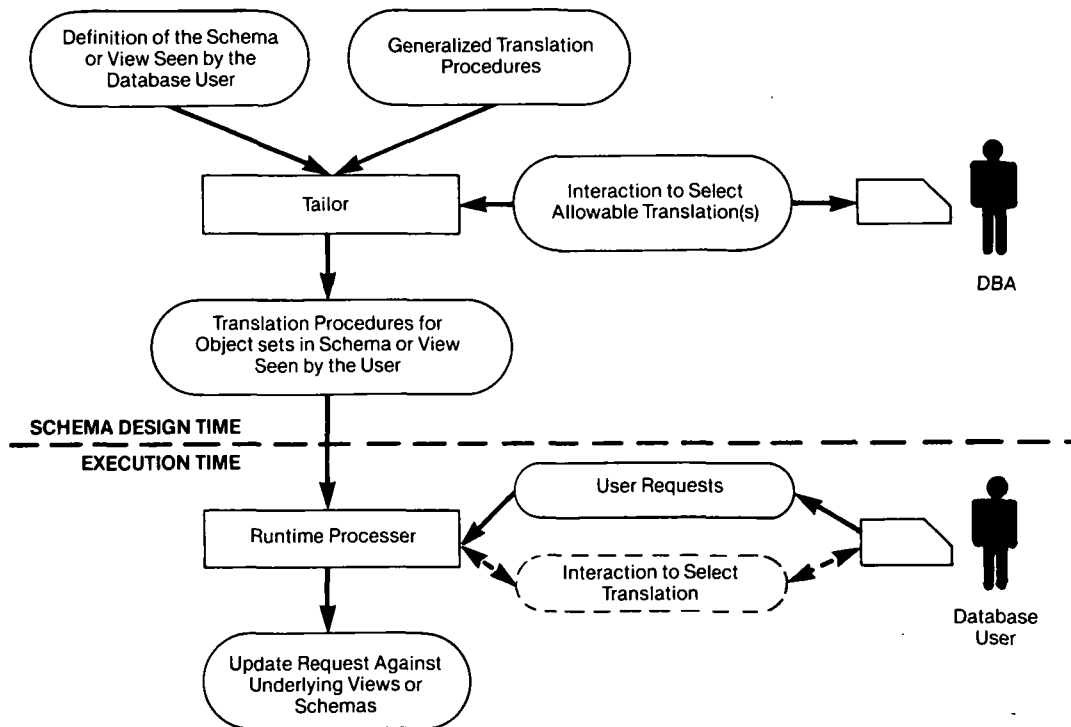 Definition of the Schema
or View Seen by the
Database User
Generalized Translation
Procedures
Tailor
Interaction to Select
Allowable Translation(s)
DBA
Translation Procedures for
Object sets in Schema or View
Seen by the User
SCHEMA DESIGN TIME
EXECUTION TIME
User Requests
Runtime Processer
Interaction to Select
Translation
Database
User
Update Request Against
Underlying Views or
Schemas